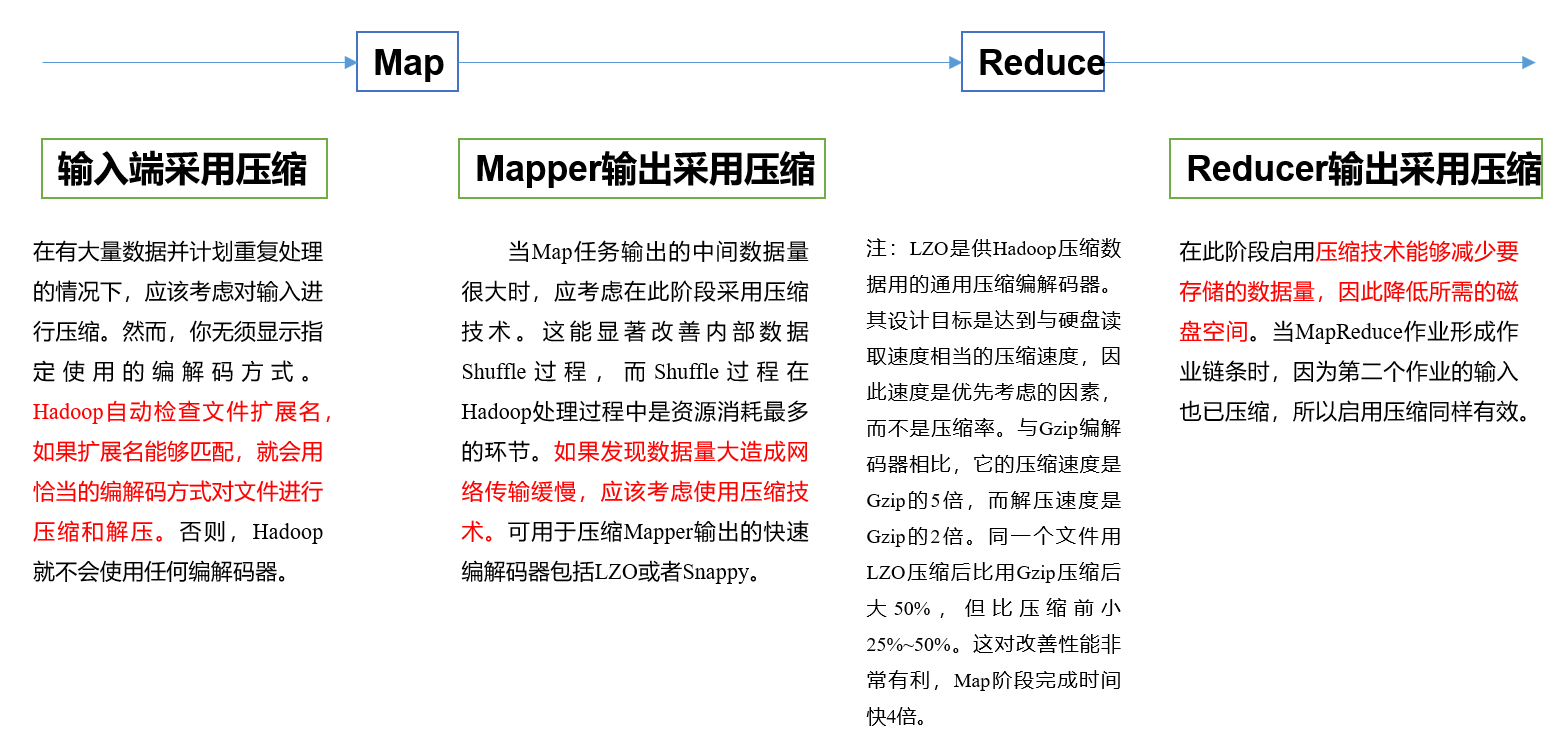 Map
Reduce
输入端采用压缩
在有大量数据并计划重复处理
的情况下，应该考虑对输入进
行压缩。然而，你无须显示指
定使用的编解码方式。
Hadoop自动检查文件扩展名，
如果扩展名能够匹配，就会用
恰当的编解码方式对文件进行
压缩和解压。否则，Hadoop
就不会使用任何编解码器。
Mapper输出采用压缩
当Map任务输出的中间数据量
很大时，应考虑在此阶段采用压缩
技术。这能显著改善内部数据
Shuffle过程，而Shuffle过程在
Hadoop处理过程中是资源消耗最多
的环节。如果发现数据量大造成网
络传输缓慢，应该考虑使用压缩技
术。可用于压缩Mapper输出的快速
编解码器包括LZO或者Snappy。
注：LZO是供Hadoop压缩数
据用的通用压缩编解码器。
其设计目标是达到与硬盘读
取速度相当的压缩速度，因
此速度是优先考虑的因素，
而不是压缩率。与Gzip编解
码器相比，它的压缩速度是
Gzip的5倍，而解压速度是
Gzip的2倍。同一个文件用
LZO压缩后比用Gzip压缩后
大50%，但比压缩前小
25%~50%。这对改善性能非
常有利，Map阶段完成时间
快4倍。
Reducer输出采用压缩
在此阶段启用压缩技术能够减少要
存储的数据量，因此降低所需的磁
盘空间。当MapReduce作业形成作
业链条时，因为第二个作业的输入
也已压缩，所以启用压缩同样有效。